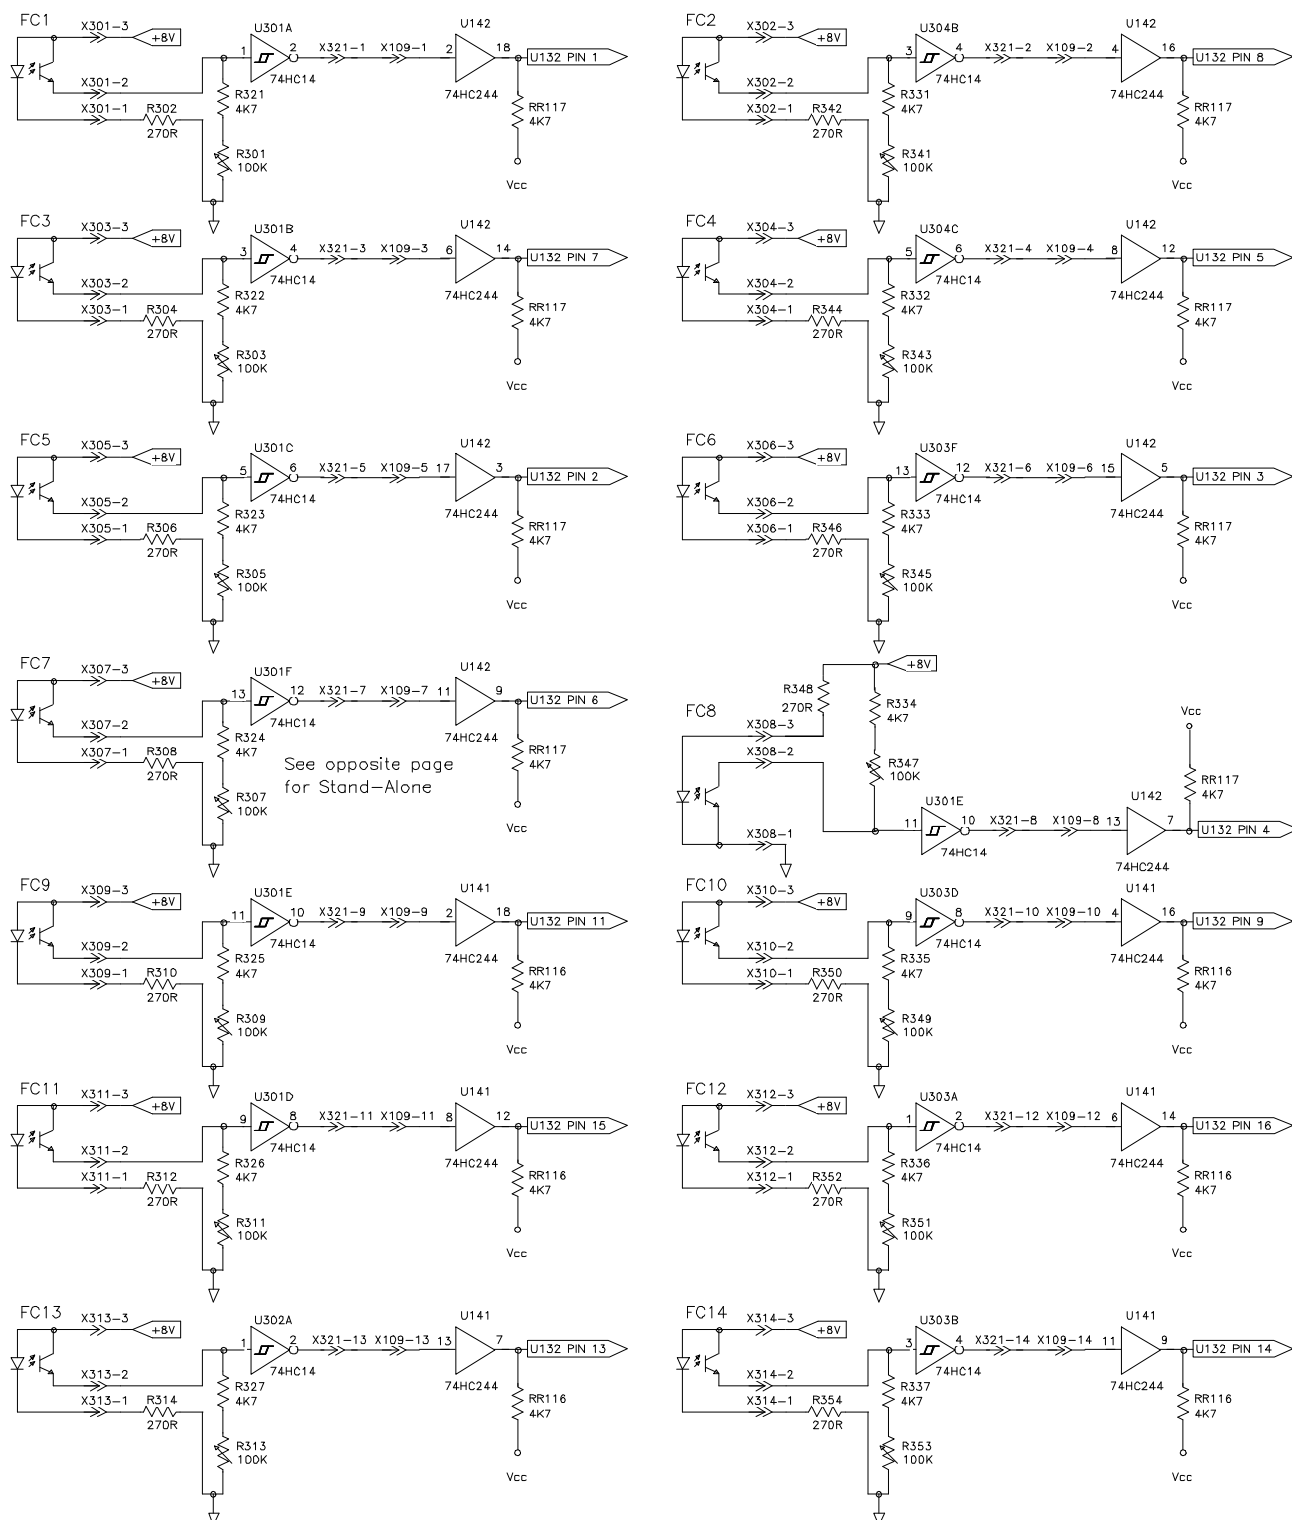 FC1
X301-3
+8V
U301A
1
2
X321-1
X109-1
U142
2
18
U132 PIN 1
74HC14
74HC244
X301-2
X301-1
R302
270R
R321
4K7
R301
100K
RR117
4K7
Vcc
FC2
X302-3
+8V
U304B
3
4
X321-2
X109-2
U142
4
16
U132 PIN 8
74HC14
74HC244
X302-2
X302-1
R342
270R
R331
4K7
R341
100K
RR117
4K7
Vcc
FC3
X303-3
+8V
U301B
3
4
X321-3
X109-3
U142
6
14
U132 PIN 7
74HC14
74HC244
X303-2
X303-1
R304
270R
R322
4K7
R303
100K
RR117
4K7
Vcc
FC4
X304-3
+8V
U304C
5
6
X321-4
X109-4
U142
8
12
U132 PIN 5
74HC14
74HC244
X304-2
X304-1
R344
270R
R332
4K7
R343
100K
RR117
4K7
Vcc
FC5
X305-3
+8V
U301C
5
6
X321-5
X109-5
U142
17
3
U132 PIN 2
74HC14
74HC244
X305-2
X305-1
R306
270R
R323
4K7
R305
100K
RR117
4K7
Vcc
FC6
X306-3
+8V
U303F
13
12
X321-6
X109-6
U142
15
5
U132 PIN 3
74HC14
74HC244
X306-2
X306-1
R346
270R
R333
4K7
R345
100K
RR117
4K7
Vcc
FC7
X307-3
+8V
U301F
13
12
X321-7
X109-7
U142
11
9
U132 PIN 6
74HC14
74HC244
X307-2
X307-1
R308
270R
R324
4K7
R307
100K
RR117
4K7
Vcc
See opposite page
for Stand-Alone
FC8
+8V
R348
270R
R334
4K7
X308-3
X308-2
R347
100K
X308-1
U301E
11
10
74HC14
X321-8
X109-8
U142
13
7
74HC244
Vcc
RR117
4K7
U132 PIN 4
FC9
X309-3
+8V
U301E
11
10
X321-9
X109-9
U141
2
18
U132 PIN 11
74HC14
74HC244
X309-2
X309-1
R310
270R
R325
4K7
R309
100K
RR116
4K7
Vcc
FC10
X310-3
+8V
U303D
9
8
X321-10
X109-10
U141
4
16
U132 PIN 9
74HC14
74HC244
X310-2
X310-1
R350
270R
R335
4K7
R349
100K
RR116
4K7
Vcc
FC11
X311-3
+8V
U301D
9
8
X321-11
X109-11
U141
8
12
U132 PIN 15
74HC14
74HC244
X311-2
X311-1
R312
270R
R326
4K7
R311
100K
RR116
4K7
Vcc
FC12
X312-3
+8V
U303A
1
2
X321-12
X109-12
U141
6
14
U132 PIN 16
74HC14
74HC244
X312-2
X312-1
R352
270R
R336
4K7
R351
100K
RR116
4K7
Vcc
FC13
X313-3
+8V
U302A
1
2
X321-13
X109-13
U141
13
7
U132 PIN 13
74HC14
74HC244
X313-2
X313-1
R314
270R
R327
4K7
R313
100K
RR116
4K7
Vcc
FC14
X314-3
+8V
U303B
3
4
X321-14
X109-14
U141
11
9
U132 PIN 14
74HC14
74HC244
X314-2
X314-1
R354
270R
R337
4K7
R353
100K
RR116
4K7
Vcc